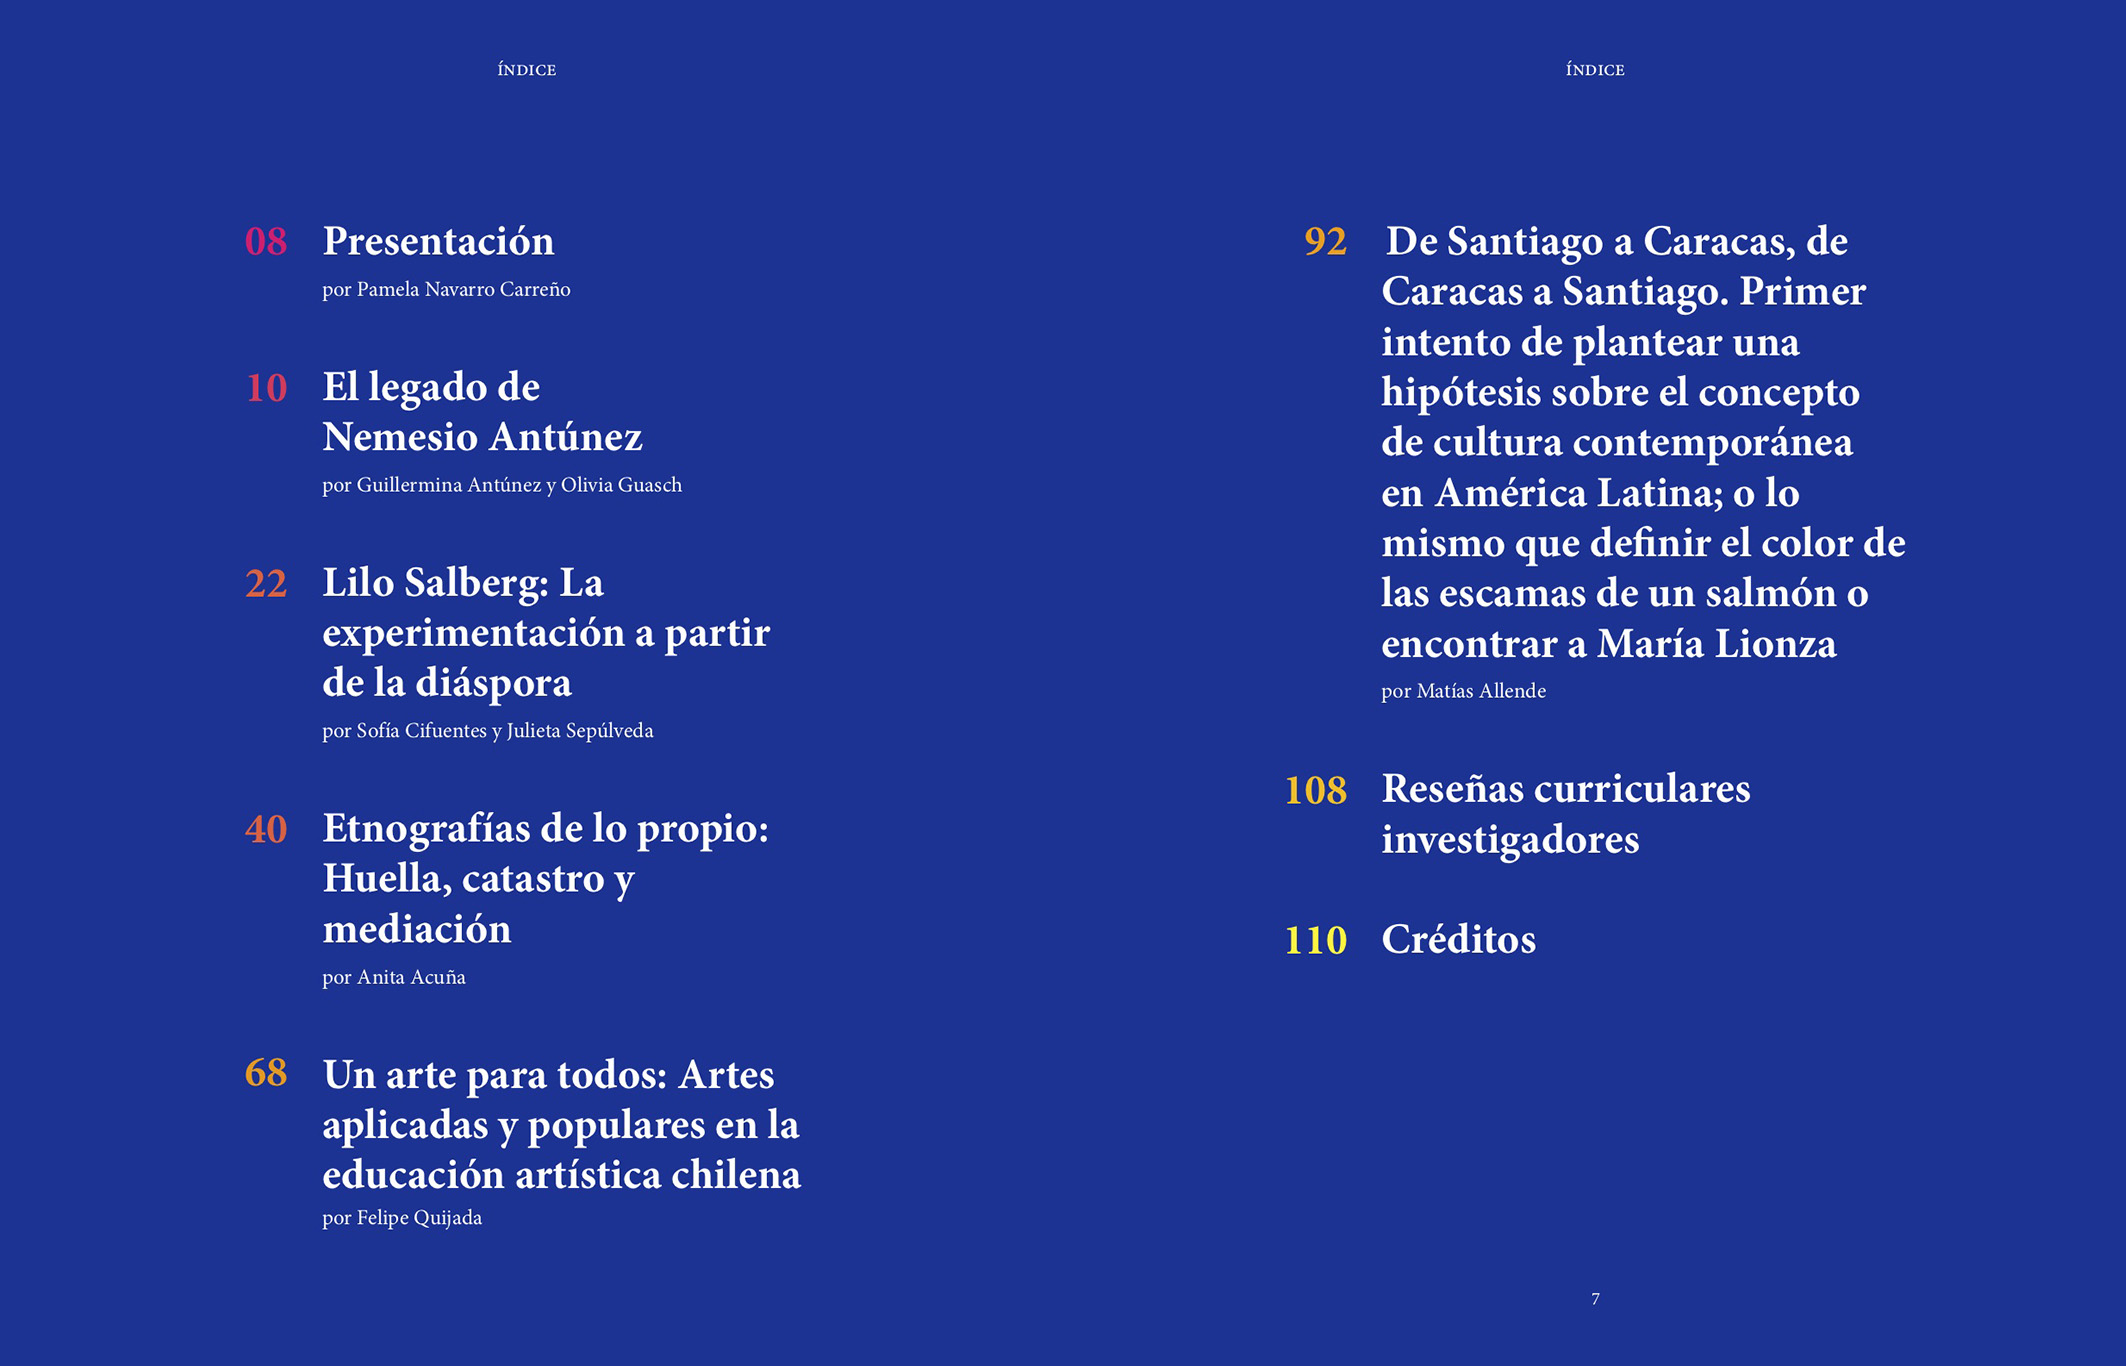 ÍNDICE
08 Presentación
por Pamela Navarro Carreño
10 El legado de
Nemesio Antúnez
por Guillermina Antúnez y Olivia Guasch
22 Lilo Salberg: La
experimentación a partir
de la diáspora
por Sofía Cifuentes y Julieta Sepúlveda
40 Etnografías de lo propio:
Huella, catastro y
mediación
por Anita Acuña
68 Un arte para todos: Artes
aplicadas y populares en la
educación artística chilena
por Felipe Quijada
ÍNDICE
92 De Santiago a Caracas, de
Caracas a Santiago. Primer
intento de plantear una
hipótesis sobre el concepto
de cultura contemporánea
en América Latina; o lo
mismo que definir el color de
las escamas de un salmón o
encontrar a María Lionza
por Matías Allende
108 Reseñas curriculares
investigadores
110 Créditos
7